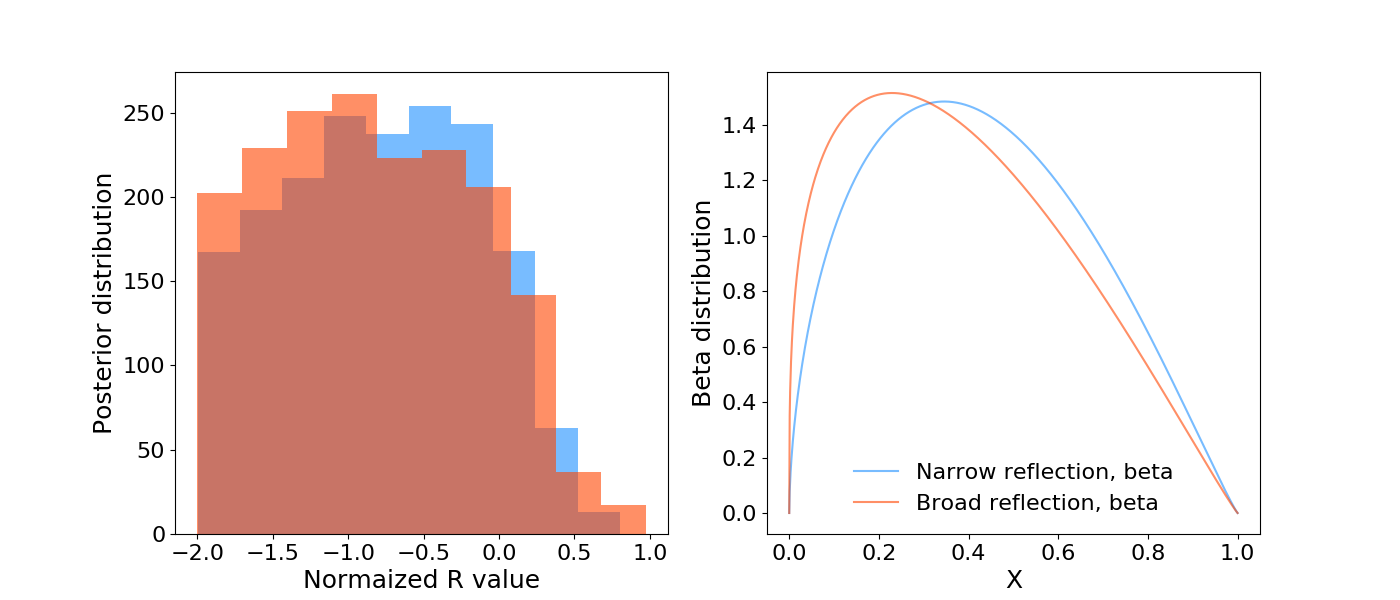 Posterior distribution
250
200
150
100
50
0
−2.0 −1.5 −1.0 −0.5 0.0 0.5 1.0
Normaized R value
Beta distribution
1.4
1.2
1.0
0.8
0.6
0.4
0.2
0.0
Narrow reflection, beta
Broad reflection, beta
0.0 0.2 0.4 0.6 0.8 1.0
X